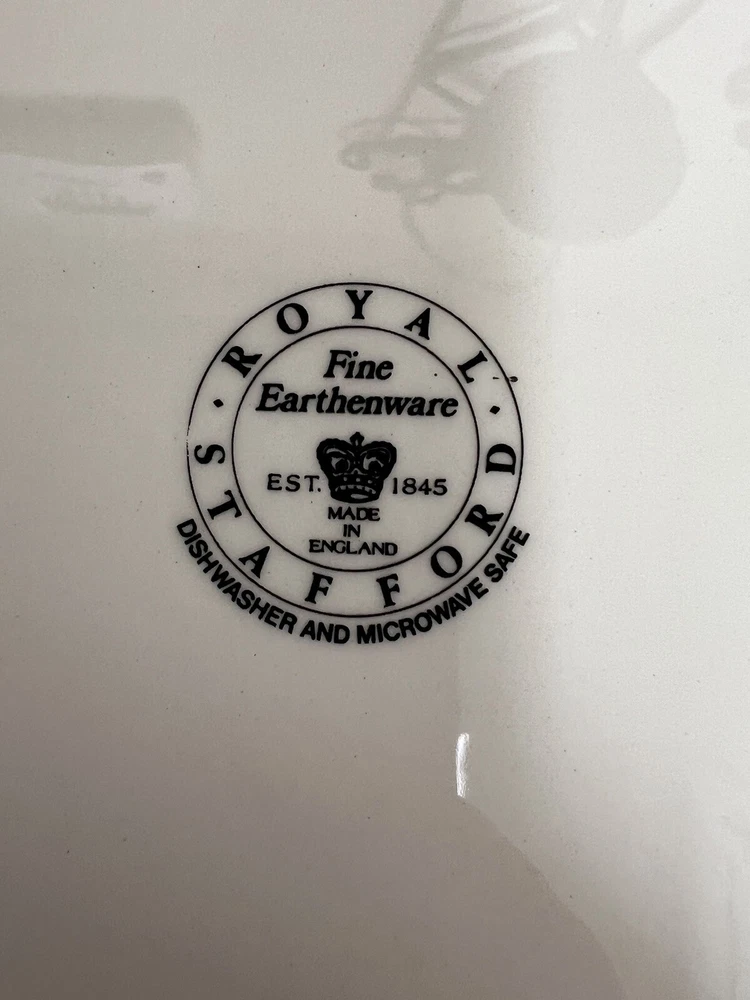 ROYAL
Fine
Earthenware
EST. 1845
MADE
IN
ENGLAND
STAFFORD
DISHWASHER AND MICROWAVE SAFE